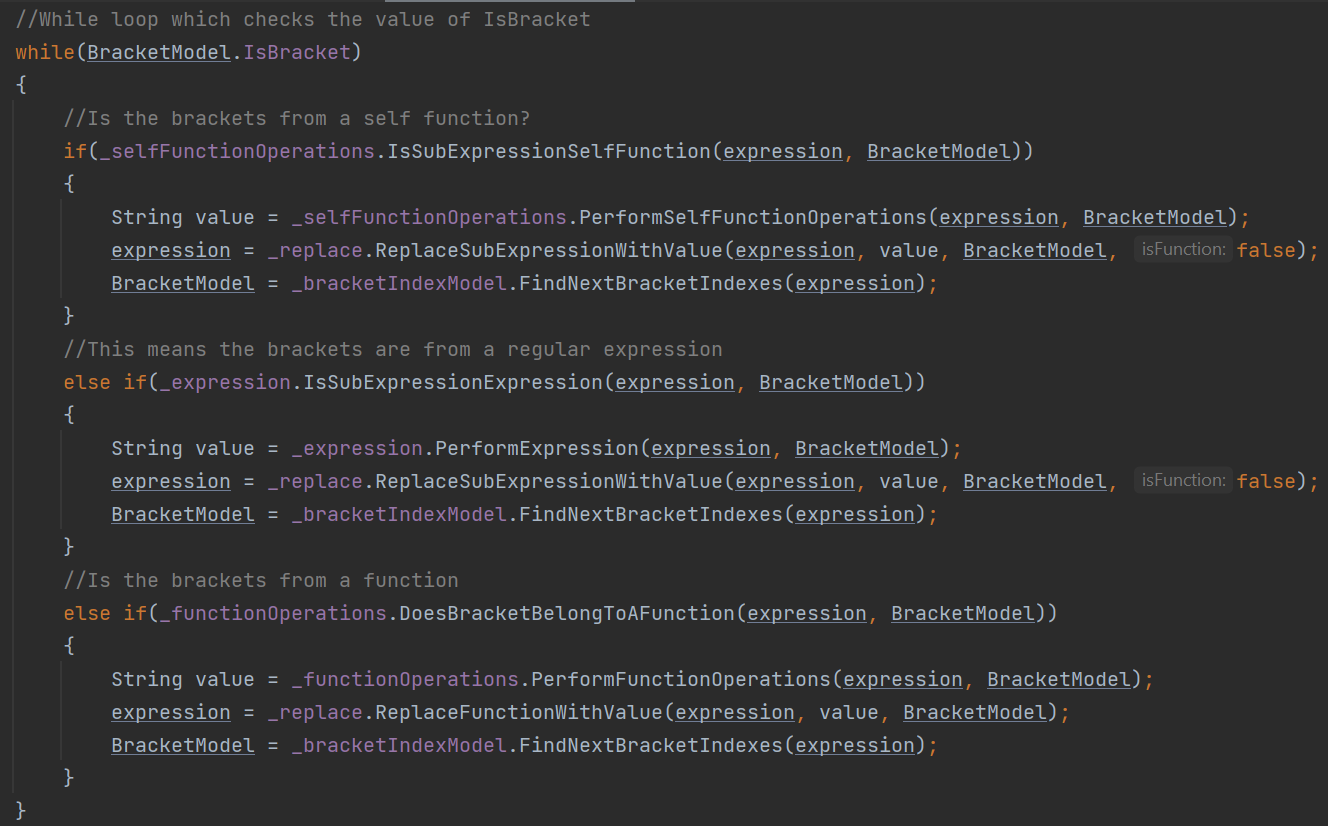 //While loop which checks the value of IsBracket
while(BracketModel.IsBracket)
{
//Is the brackets from a self function?
if(_selfFunctionOperations.IsSubExpressionSelfFunction(expression, BracketModel))
{
String value = _selfFunctionOperations.PerformSelfFunctionOperations(expression, BracketModel);
expression = _replace.ReplaceSubExpressionWithValue(expression, value, BracketModel, isFunction: false);
BracketModel = _bracketIndexModel.FindNextBracketIndexes(expression);
}
//This means the brackets are from a regular expression
else if(_expression.IsSubExpressionExpression(expression, BracketModel))
{
String value = _expression.PerformExpression(expression, BracketModel);
expression = _replace.ReplaceSubExpressionWithValue(expression, value, BracketModel, isFunction: false);
BracketModel = _bracketIndexModel.FindNextBracketIndexes(expression);
}
//Is the brackets from a function
else if(_functionOperations.DoesBracketBelongToAFunction(expression, BracketModel))
{
String value = _functionOperations.PerformFunctionOperations(expression, BracketModel);
expression = _replace.ReplaceFunctionWithValue(expression, value, BracketModel);
BracketModel = _bracketIndexModel.FindNextBracketIndexes(expression);
}
}